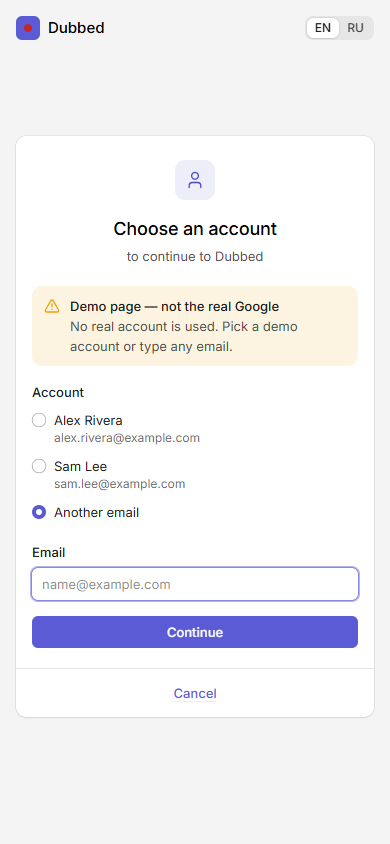 Dubbed
EN RU
Choose an account
to continue to Dubbed
Demo page — not the real Google
No real account is used. Pick a demo
account or type any email.
Account
Alex Rivera
alex.rivera@example.com
Sam Lee
sam.lee@example.com
Another email
Email
name@example.com
Continue
Cancel